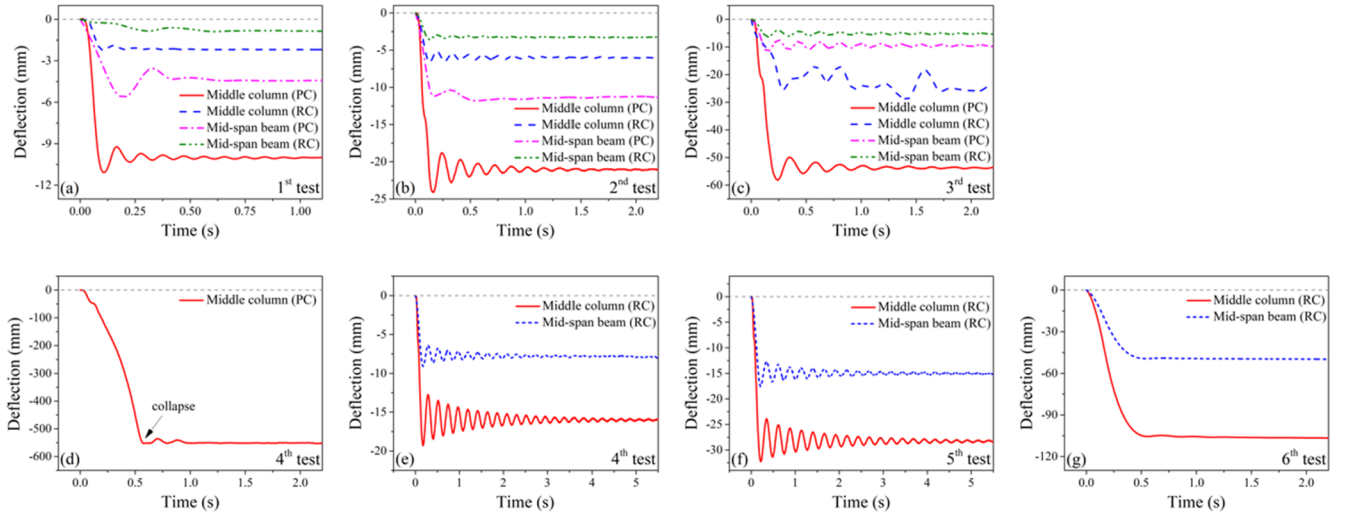 0
-3
-6
-9
-12
Deflection (mm)
Middle column (PC)
Middle column (RC)
Mid-span beam (PC)
Mid-span beam (RC)
(a)
1st test
0.00
0.25
0.50
0.75
1.00
Time (s)
0
-5
-10
-15
-20
-25
Deflection (mm)
Middle column (PC)
Middle column (RC)
Mid-span beam (PC)
Mid-span beam (RC)
(b)
2nd test
0.0
0.5
1.0
1.5
2.0
Time (s)
0
-10
-20
-30
-40
-50
-60
Deflection (mm)
Middle column (PC)
Middle column (RC)
Mid-span beam (PC)
Mid-span beam (RC)
(c)
3rd test
0.0
0.5
1.0
1.5
2.0
Time (s)
0
-100
-200
-300
-400
-500
-600
Deflection (mm)
Middle column (PC)
collapse
(d)
4th test
0.0
0.5
1.0
1.5
2.0
Time (s)
0
-5
-10
-15
-20
Deflection (mm)
Middle column (RC)
Mid-span beam (RC)
(e)
4th test
0
1
2
3
4
5
Time (s)
0
-5
-10
-15
-20
-25
-30
Deflection (mm)
Middle column (RC)
Mid-span beam (RC)
(f)
5th test
0
1
2
3
4
5
Time (s)
0
-30
-60
-90
-120
Deflection (mm)
Middle column (RC)
Mid-span beam (RC)
(g)
6th test
0.0
0.5
1.0
1.5
2.0
Time (s)